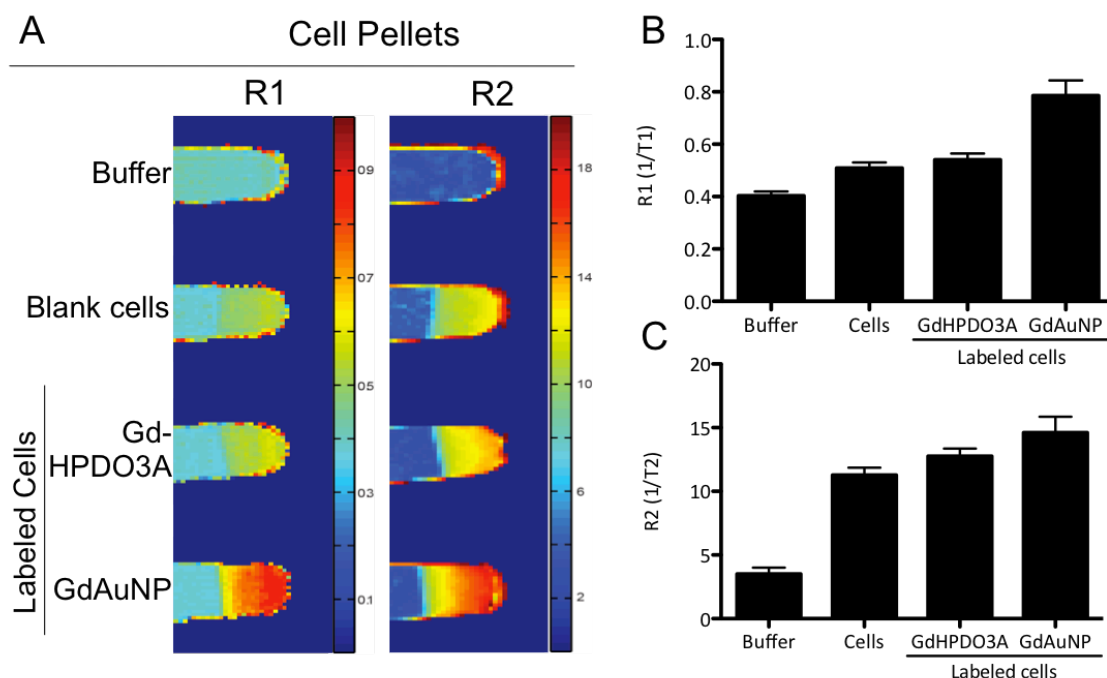 A
Cell Pellets
R1
R2
Buffer
Blank cells
Labeled Cells
Gd-
HPDO3A
GdAuNP
09
07
05
03
01
18
14
10
6
2
B
R1 (1/T1)
1.0
0.8
0.6
0.4
0.2
0.0
Buffer
Cells
GdHPDO3A
GdAuNP
Labeled cells
C
R2 (1/T2)
20
15
10
5
0
Buffer
Cells
GdHPDO3A
GdAuNP
Labeled cells